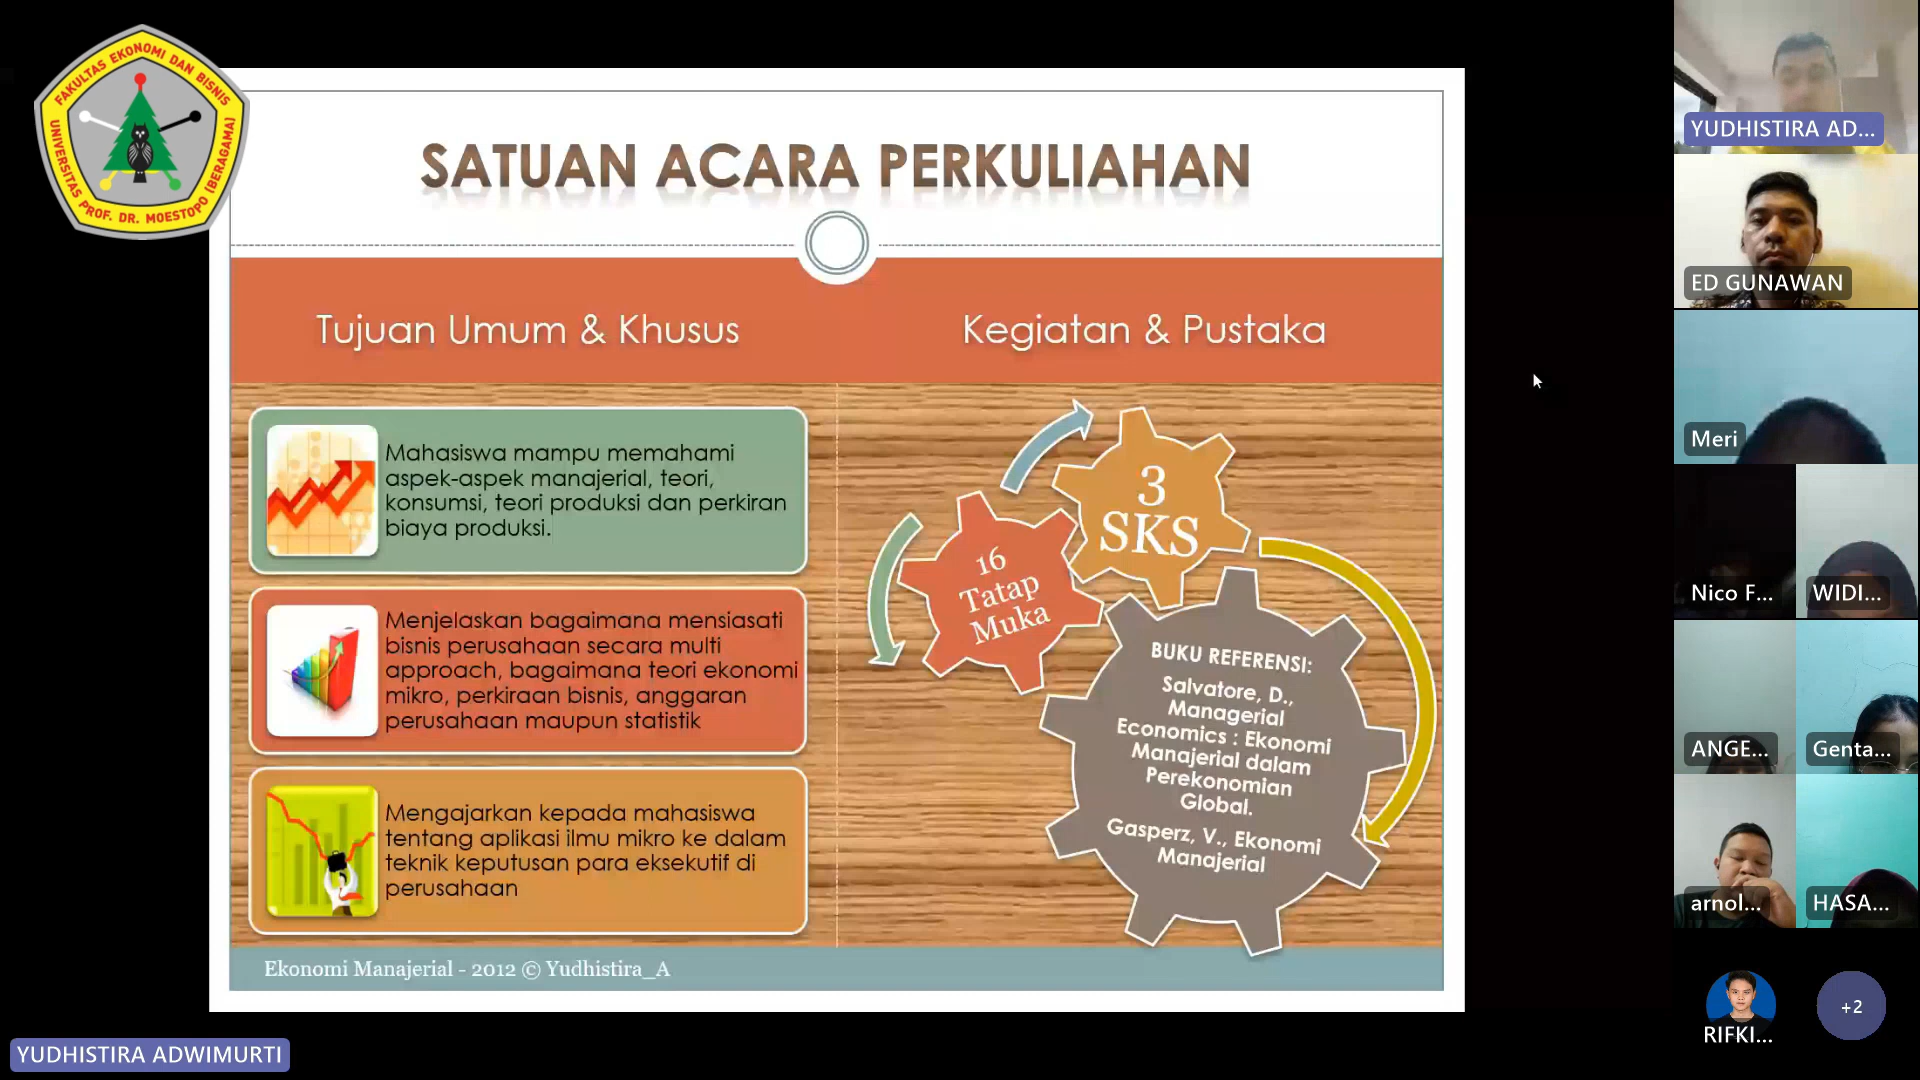 FAKULTAS EKONOMI DAN BISNIS
UNIVERSITAS PROF. DR. MOESTOPO (BERAGAMA)
SATUAN ACARA PERKULIAHAN
Tujuan Umum & Khusus
Mahasiswa mampu memahami
aspek-aspek manajerial, teori,
konsumsi, teori produksi dan perkiran
biaya produksi.
Menjelaskan bagaimana mensiasati
bisnis perusahaan secara multi
approach, bagaimana teori ekonomi
mikro, perkiraan bisnis, anggaran
perusahaan maupun statistik
Mengajarkan kepada mahasiswa
tentang aplikasi ilmu mikro ke dalam
teknik keputusan para eksekutif di
perusahaan
Kegiatan & Pustaka
3
SKS
16
Tatap
Muka
BUKU REFERENSI:
Salvatore, D.,
Managerial
Economics : Ekonomi
Manajerial dalam
Perekonomian
Global.
Gasperz, V., Ekonomi
Manajerial
Ekonomi Manajerial - 2012 © Yudhistira_A
YUDHISTIRA ADWIMURTI
YUDHISTIRA AD...
ED GUNAWAN
Meri
Nico F...
WIDI...
ANGE...
Genta...
arnol...
HASA...
RIFKI...
+2